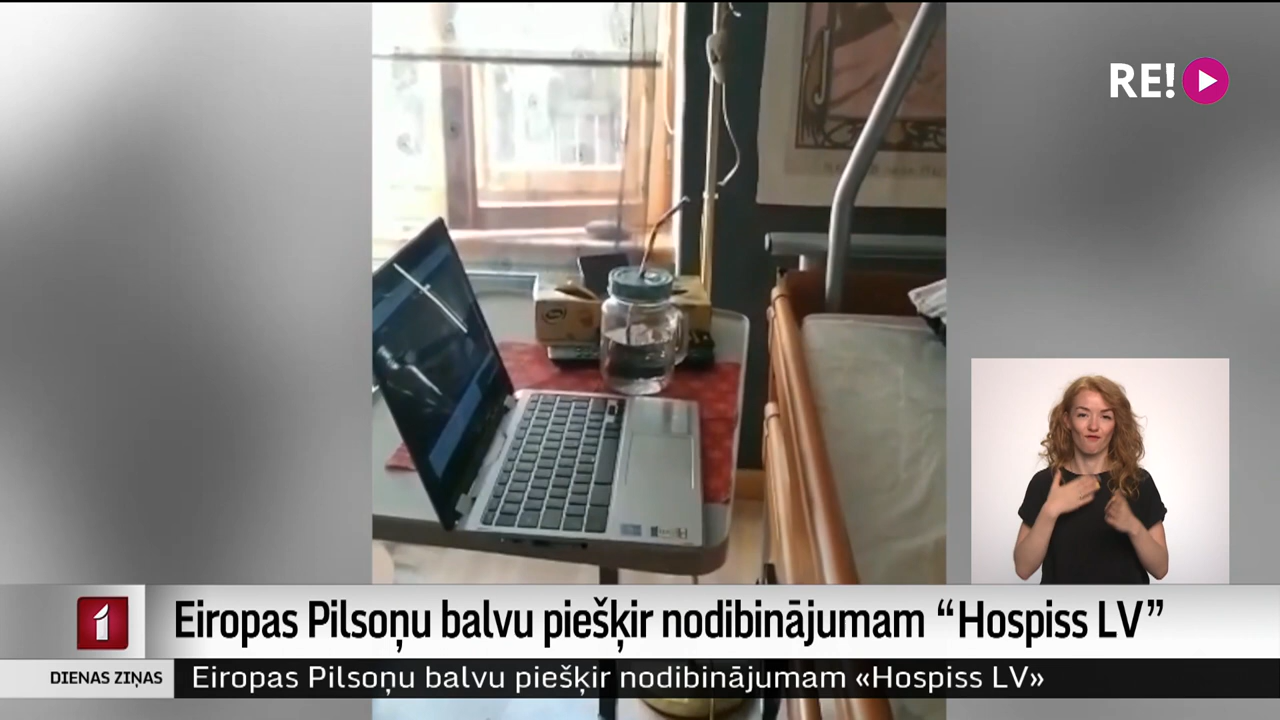 RE!
Eiropas Pilsoņu balvu piešķir nodibinājumam “Hospiss LV”
1
DIENAS ZIŅAS
Eiropas Pilsoņu balvu piešķir nodibinājumam «Hospiss LV»